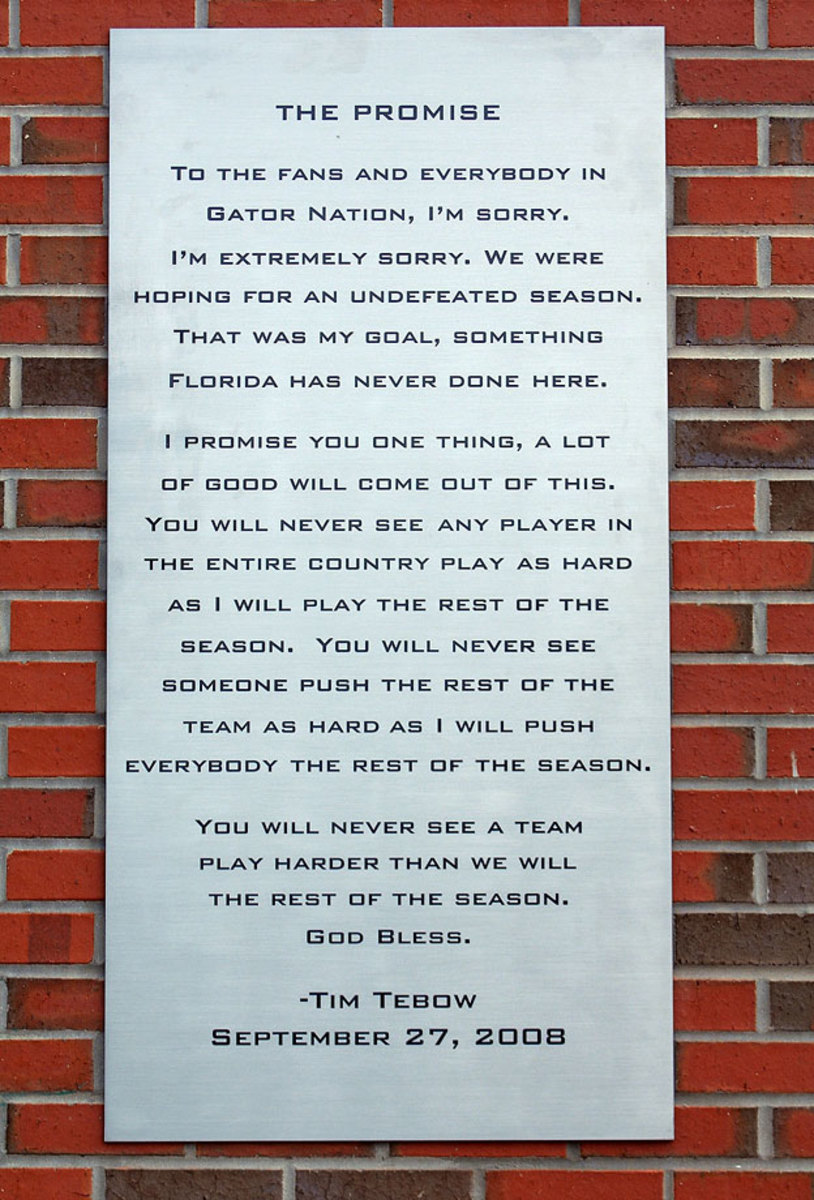 THE PROMISE
TO THE FANS AND EVERYBODY IN
GATOR NATION, I'M SORRY.
I'M EXTREMELY SORRY. WE WERE
HOPING FOR AN UNDEFEATED SEASON.
THAT WAS MY GOAL, SOMETHING
FLORIDA HAS NEVER DONE HERE.
I PROMISE YOU ONE THING, A LOT
OF GOOD WILL COME OUT OF THIS.
YOU WILL NEVER SEE ANY PLAYER IN
THE ENTIRE COUNTRY PLAY AS HARD
AS I WILL PLAY THE REST OF THE
SEASON. YOU WILL NEVER SEE
SOMEONE PUSH THE REST OF THE
TEAM AS HARD AS I WILL PUSH
EVERYBODY THE REST OF THE SEASON.
YOU WILL NEVER SEE A TEAM
PLAY HARDER THAN WE WILL
THE REST OF THE SEASON.
GOD BLESS.
-TIM TEBOW
SEPTEMBER 27, 2008